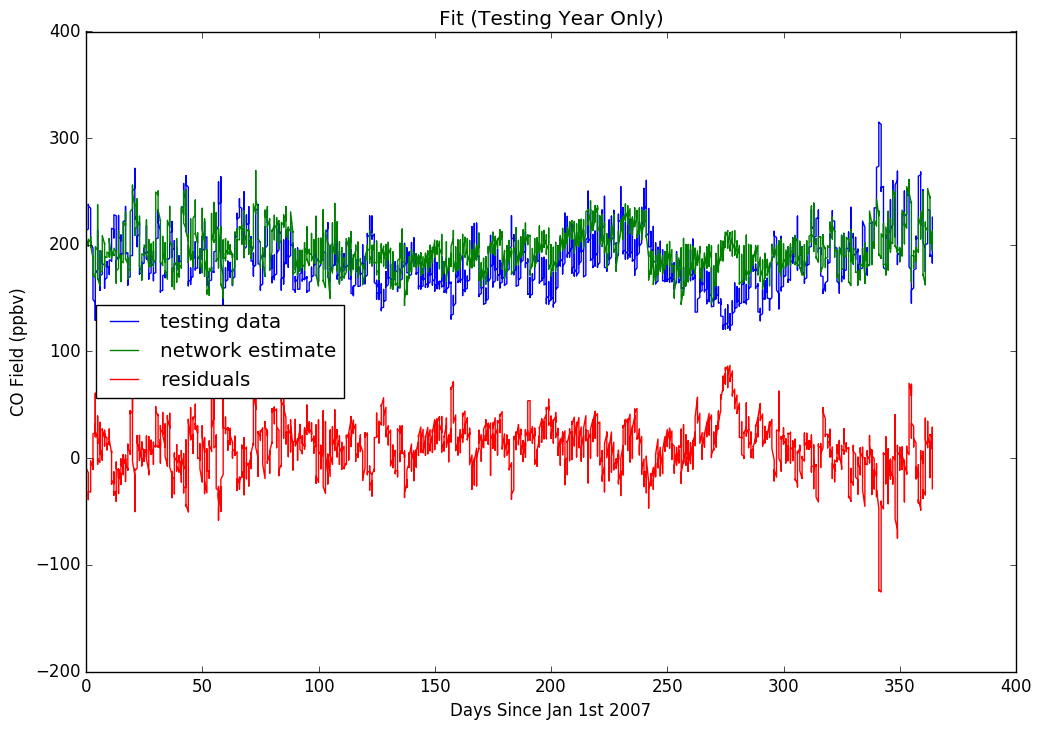 Fit (Testing Year Only)
400
300
200
100
0
−100
−200
CO Field (ppbv)
testing data
network estimate
residuals
0 50 100 150 200 250 300 350 400
Days Since Jan 1st 2007